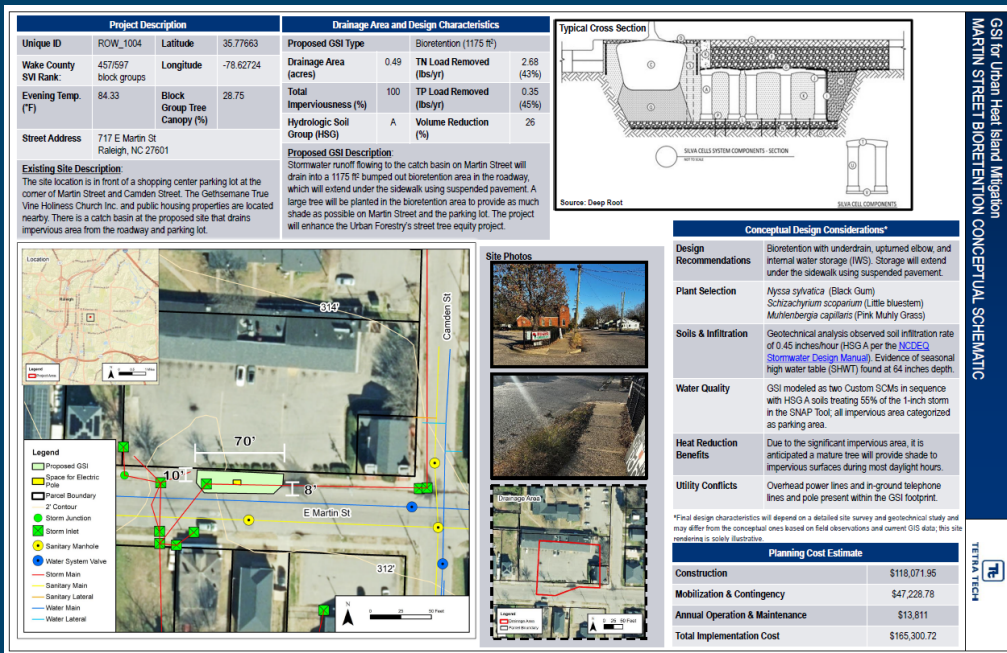 GSI for Urban Heat Island Mitigation
MARTIN STREET BIORETENTION CONCEPTUAL SCHEMATIC
TETRA TECH
Project Description
Unique ID ROW_1004 Latitude 35.77663
Wake County SVI Rank: 457/597 block groups Longitude -78.62724
Evening Temp. (°F) 84.33 Block Group Tree Canopy (%) 28.75
Street Address 717 E Martin St
Raleigh, NC 27601
Existing Site Description:
The site location is in front of a shopping center parking lot at the
corner of Martin Street and Camden Street. The Gethsemane True
Vine Holiness Church Inc. and public housing properties are located
nearby. There is a catch basin at the proposed site that drains
impervious area from the roadway and parking lot.
Drainage Area and Design Characteristics
Proposed GSI Type Bioretention (1175 ft²)
Drainage Area (acres) 0.49 TN Load Removed (lbs/yr) 2.68 (43%)
Total Imperviousness (%) 100 TP Load Removed (lbs/yr) 0.35 (45%)
Hydrologic Soil Group (HSG) A Volume Reduction (%) 26
Proposed GSI Description:
Stormwater runoff flowing to the catch basin on Martin Street will
drain into a 1175 ft² bumped out bioretention area in the roadway,
which will extend under the sidewalk using suspended pavement. A
large tree will be planted in the bioretention area to provide as much
shade as possible on Martin Street and the parking lot. The project
will enhance the Urban Forestry's street tree equity project.
Typical Cross Section
SILVA CELLS SYSTEM COMPONENTS - SECTION
NOT TO SCALE
SILVA CELL COMPONENTS
Source: Deep Root
Location
Raleigh
Legend
Project Area
N
Miles
314'
Camden St
70'
10'
8'
E Martin St
312'
Legend
Proposed GSI
Space for Electric
Pole
Parcel Boundary
2' Contour
Storm Junction
Storm Inlet
Sanitary Manhole
Water System Valve
Storm Main
Sanitary Main
Sanitary Lateral
Water Main
Water Lateral
N
0 25 50 Feet
Site Photos
Drainage Area
Legend
Drainage Area
Parcel Boundary
N
0 25 50 Feet
Conceptual Design Considerations*
Design Recommendations
Bioretention with underdrain, upturned elbow, and
internal water storage (IWS). Storage will extend
under the sidewalk using suspended pavement.
Plant Selection
Nyssa sylvatica (Black Gum)
Schizachyrium scoparium (Little bluestem)
Muhlenbergia capillaris (Pink Muhly Grass)
Soils & Infiltration
Geotechnical analysis observed soil infiltration rate
of 0.45 inches/hour (HSG A per the NCDEQ
Stormwater Design Manual). Evidence of seasonal
high water table (SHWT) found at 64 inches depth.
Water Quality
GSI modeled as two Custom SCMs in sequence
with HSG A soils treating 55% of the 1-inch storm
in the SNAP Tool; all impervious area categorized
as parking area.
Heat Reduction Benefits
Due to the significant impervious area, it is
anticipated a mature tree will provide shade to
impervious surfaces during most daylight hours.
Utility Conflicts
Overhead power lines and in-ground telephone
lines and pole present within the GSI footprint.
*Final design characteristics will depend on a detailed site survey and geotechnical study and
may differ from the conceptual ones based on field observations and current GIS data; this site
rendering is solely illustrative.
Planning Cost Estimate
Construction $118,071.95
Mobilization & Contingency $47,228.78
Annual Operation & Maintenance $13,811
Total Implementation Cost $165,300.72